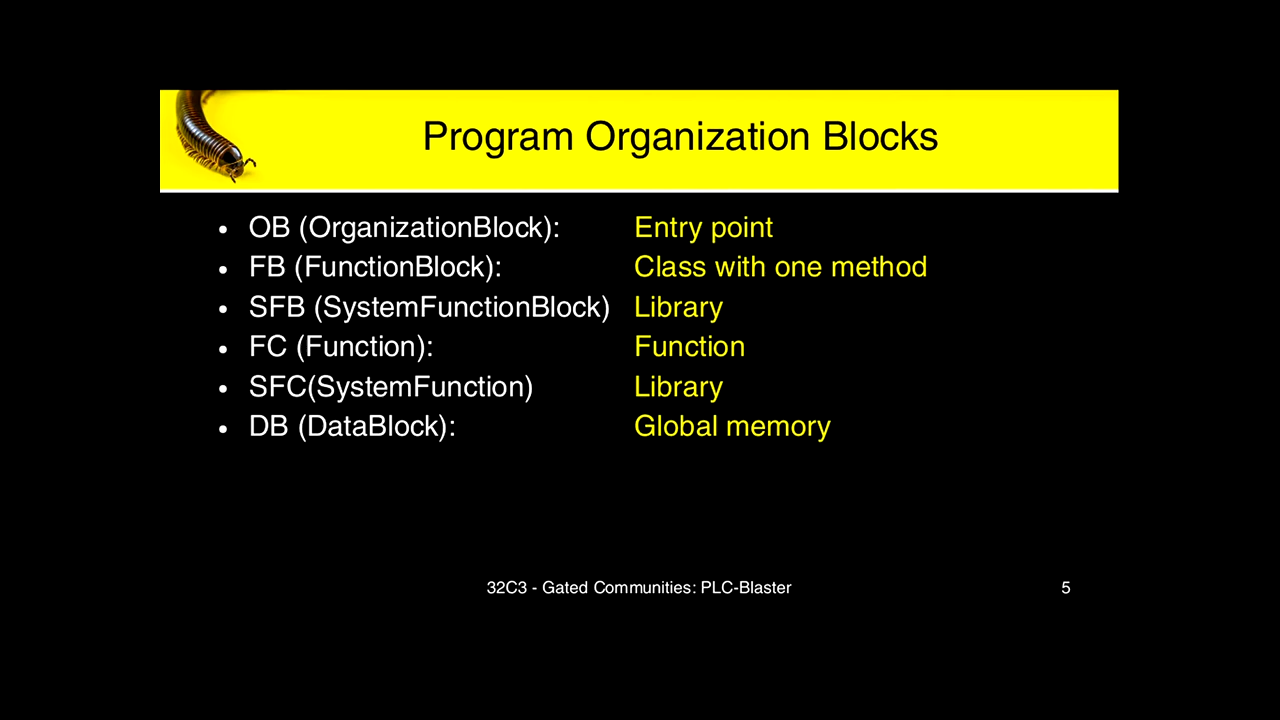 Program Organization Blocks
• OB (OrganizationBlock): Entry point
• FB (FunctionBlock): Class with one method
• SFB (SystemFunctionBlock) Library
• FC (Function): Function
• SFC(SystemFunction) Library
• DB (DataBlock): Global memory
32C3 - Gated Communities: PLC-Blaster 5